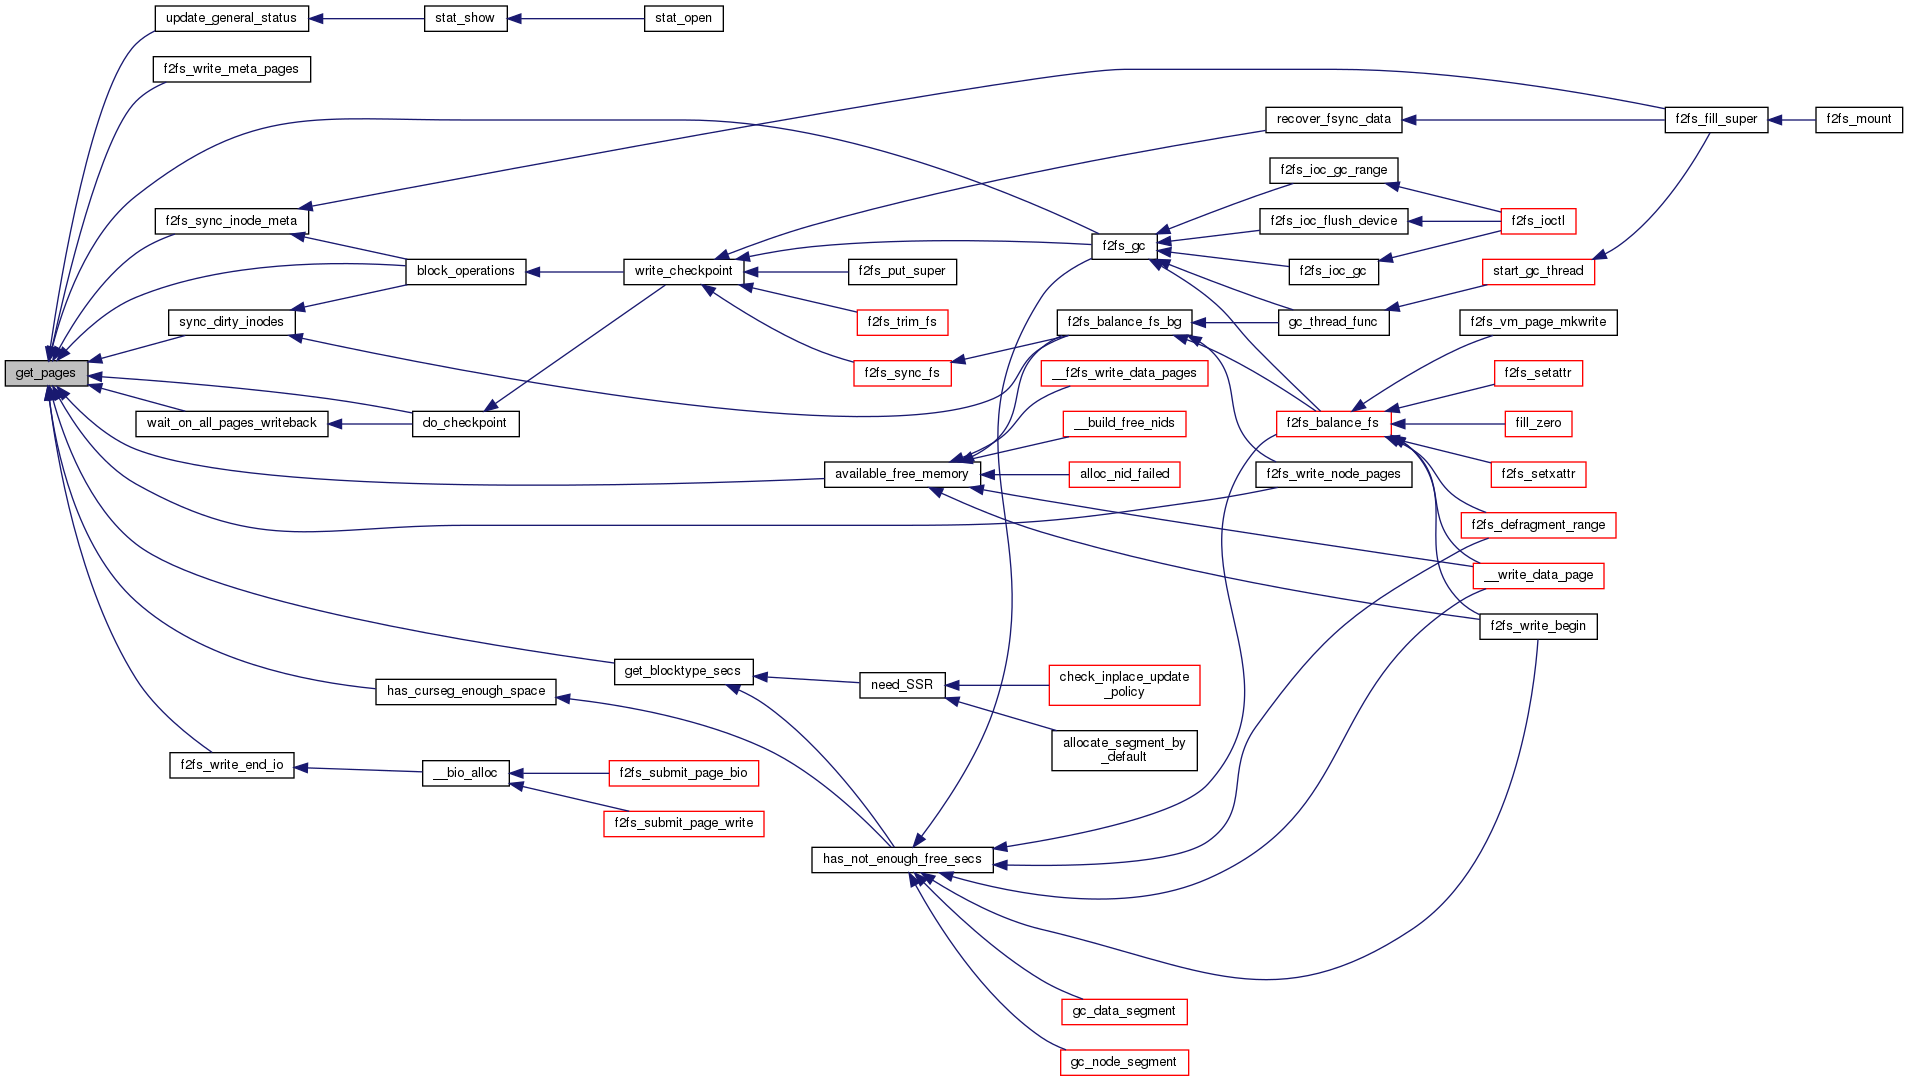 update_general_status
stat_show
stat_open
f2fs_write_meta_pages
recover_fsync_data
f2fs_fill_super
f2fs_mount
f2fs_ioc_gc_range
f2fs_sync_inode_meta
f2fs_ioc_flush_device
f2fs_ioctl
f2fs_gc
block_operations
write_checkpoint
f2fs_put_super
f2fs_ioc_gc
start_gc_thread
sync_dirty_inodes
f2fs_trim_fs
f2fs_balance_fs_bg
gc_thread_func
f2fs_vm_page_mkwrite
get_pages
f2fs_sync_fs
__f2fs_write_data_pages
f2fs_setattr
wait_on_all_pages_writeback
do_checkpoint
__build_free_nids
f2fs_balance_fs
fill_zero
available_free_memory
alloc_nid_failed
f2fs_write_node_pages
f2fs_setxattr
f2fs_defragment_range
__write_data_page
f2fs_write_begin
get_blocktype_secs
has_curseg_enough_space
need_SSR
check_inplace_update
_policy
allocate_segment_by
_default
f2fs_write_end_io
__bio_alloc
f2fs_submit_page_bio
f2fs_submit_page_write
has_not_enough_free_secs
gc_data_segment
gc_node_segment